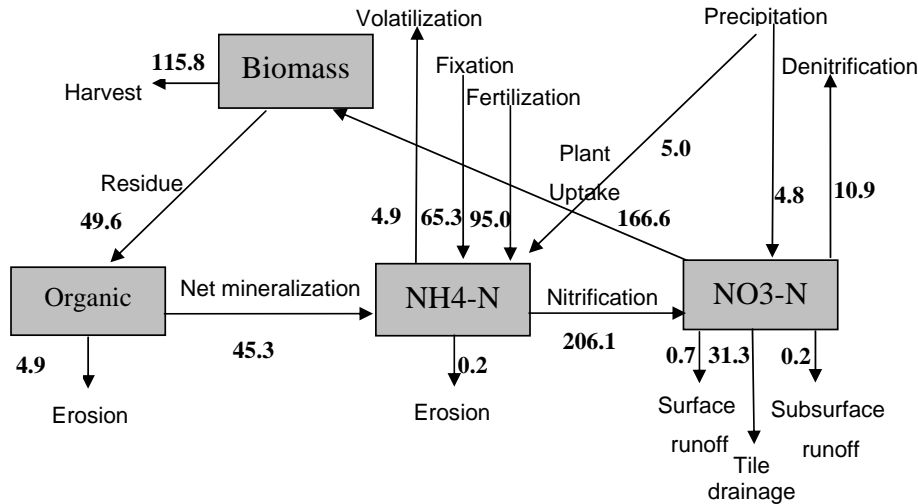 Volatilization
Precipitation
115.8
Biomass
Fixation
Denitrification
Harvest
Fertilization
Plant
5.0
Residue
Uptake
49.6
4.9
65.3
95.0
166.6
4.8
10.9
Organic
Net mineralization
NH4-N
Nitrification
NO3-N
4.9
45.3
0.2
206.1
0.7
31.3
0.2
Erosion
Erosion
Surface
runoff
Subsurface
runoff
Tile
drainage